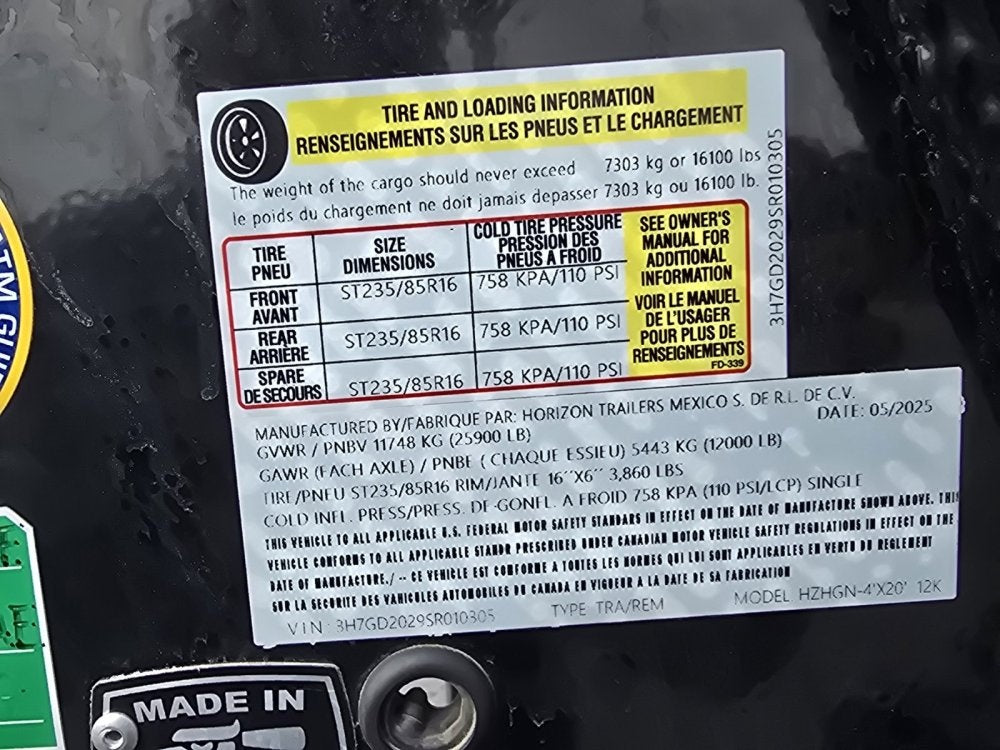 TIRE AND LOADING INFORMATION
RENSEIGNEMENTS SUR LES PNEUS ET LE CHARGEMENT
The weight of the cargo should never exceed 7303 kg or 16100 lbs
le poids du chargement ne doit jamais depasser 7303 kg ou 16100 lb.
TIRE PNEU
SIZE DIMENSIONS
COLD TIRE PRESSURE PRESSION DES PNEUS A FROID
FRONT AVANT
ST235/85R16
758 KPA/110 PSI
REAR ARRIÈRE
ST235/85R16
758 KPA/110 PSI
SPARE DE SECOURS
ST235/85R16
758 KPA/110 PSI
SEE OWNER'S
MANUAL FOR
ADDITIONAL
INFORMATION
VOIR LE MANUEL
DE L'USAGER
POUR PLUS DE
RENSEIGNEMENTS
FD-339
3H7GD2029SR010305
MANUFACTURED BY/FABRIQUE PAR: HORIZON TRAILERS MEXICO S. DE R.L. DE C.V.
GVWR / PNBV 11748 KG (25900 LB) DATE: 05/2025
GAWR (EACH AXLE) / PNBE ( CHAQUE ESSIEU) 5443 KG (12000 LB)
TIRE/PNEU ST235/85R16 RIM/JANTE 16''X6'' 3,860 LBS
COLD INFL. PRESS/PRESS. DE-GONFL. A FROID 758 KPA (110 PSI/LCP) SINGLE
THIS VEHICLE TO ALL APPLICABLE U.S. FEDERAL MOTOR SAFETY STANDARS IN EFFECT ON THE DATE OF MANUFACTURE SHOWN ABOVE. THIS
VEHICLE CONFORMS TO ALL APPLICABLE STANDR PRESCRIBED UNDER CANADIAN MOTOR VEHICLE SAFETY REGULATIONS IN EFFECT ON THE
DATE OF MANUFACTURE./ -- CE VEHICLE EST CONFORME A TOUTES LES NORMES QUI LUI SONT APPLICABLES EN VERTU DU REGLEMENT
SUR LA SECURITE DES VAHICULES AUTOMOBILES DU CANADA EN VIGUEUR A LA DATE DE SA FABRICATION
VIN: 3H7GD2029SR010305 TYPE TRA/REM MODEL HZHGN-4'X20' 12K
MADE IN